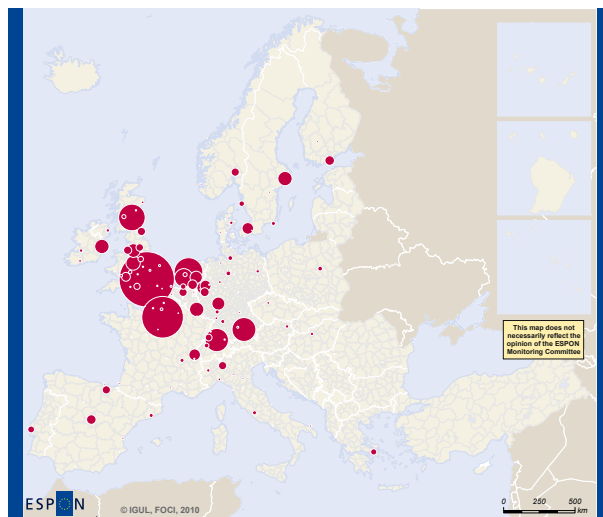 This map does not
necessarily reflect the
opinion of the ESPON
Monitoring Committee
ESPON
© IGUL, FOCI, 2010
0 250 500
km